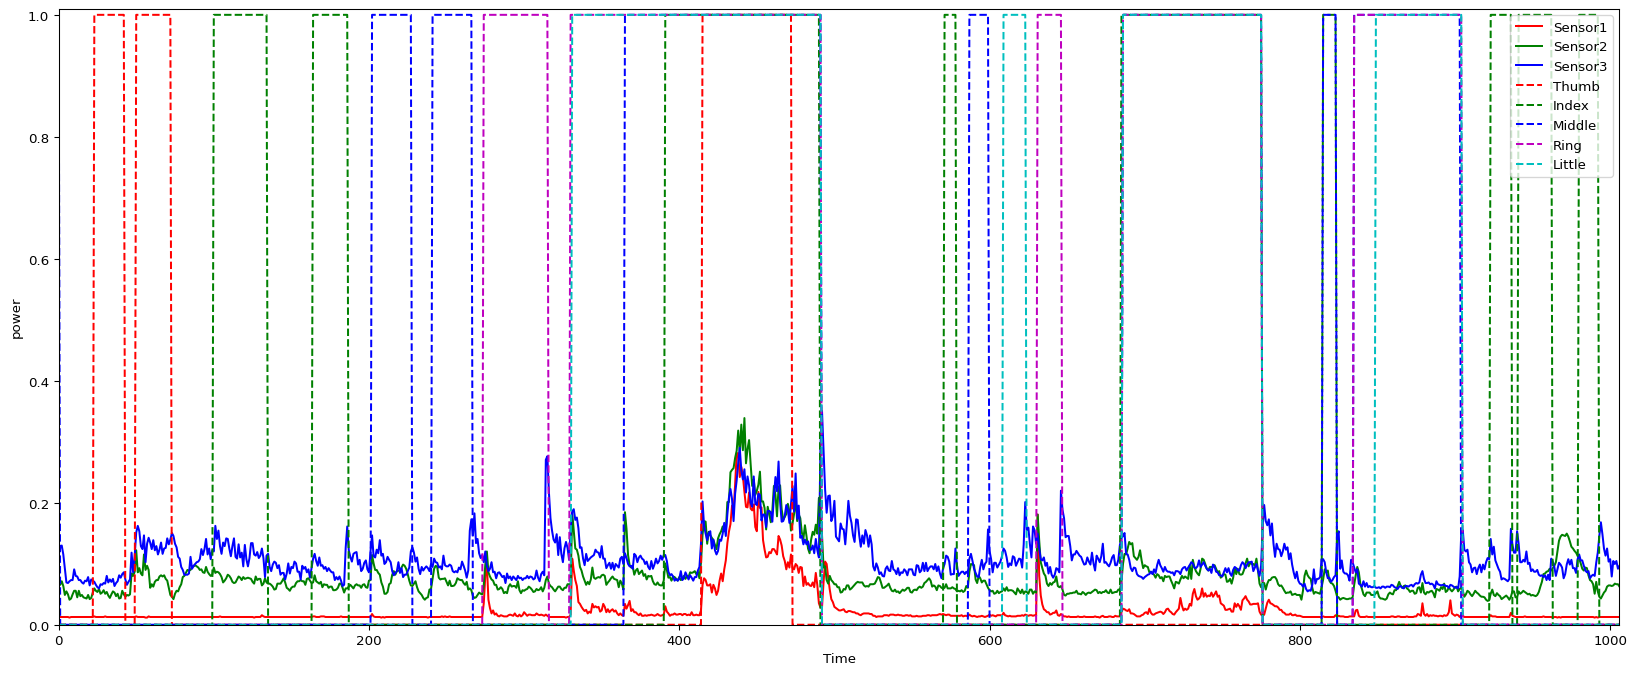 1.0
0.8
0.6
0.4
0.2
0.0
power
0
200
400
600
800
1000
Time
Sensor1
Sensor2
Sensor3
Thumb
Index
Middle
Ring
Little